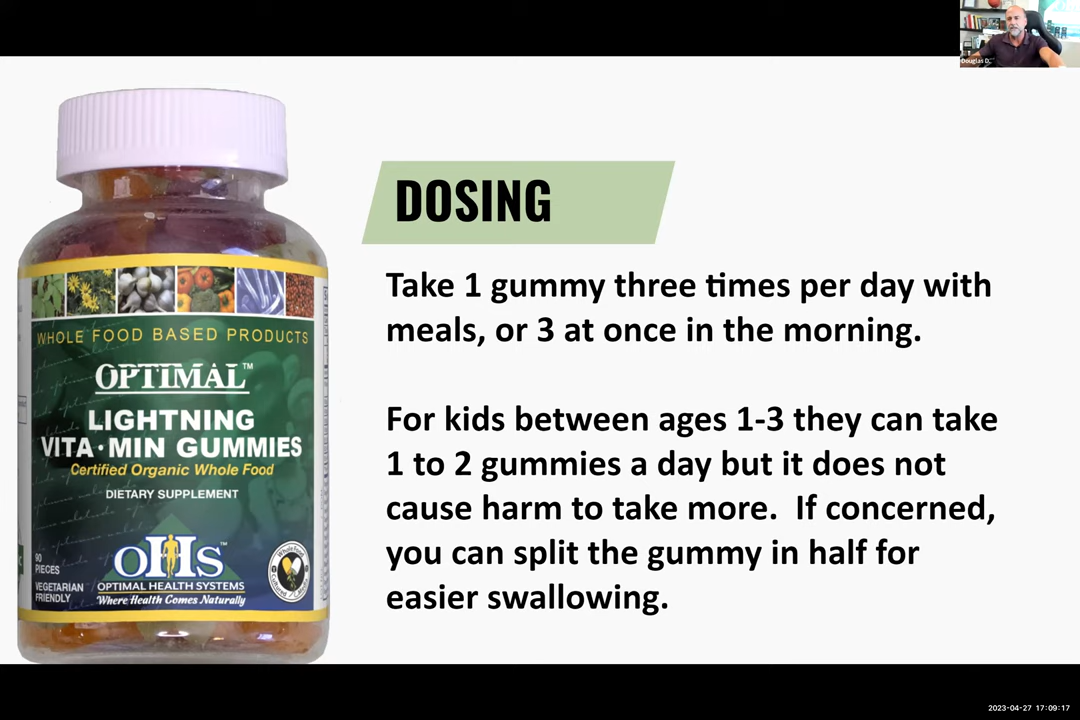 Douglas D.
DOSING
Take 1 gummy three times per day with
meals, or 3 at once in the morning.
For kids between ages 1-3 they can take
1 to 2 gummies a day but it does not
cause harm to take more.  If concerned,
you can split the gummy in half for
easier swallowing.
WHOLE FOOD BASED PRODUCTS
OPTIMAL™
LIGHTNING
VITA•MIN GUMMIES
Certified Organic Whole Food
DIETARY SUPPLEMENT
90
PIECES
VEGETARIAN
FRIENDLY
OHS™
OPTIMAL HEALTH SYSTEMS
Where Health Comes Naturally
2023-04-27 17:09:17